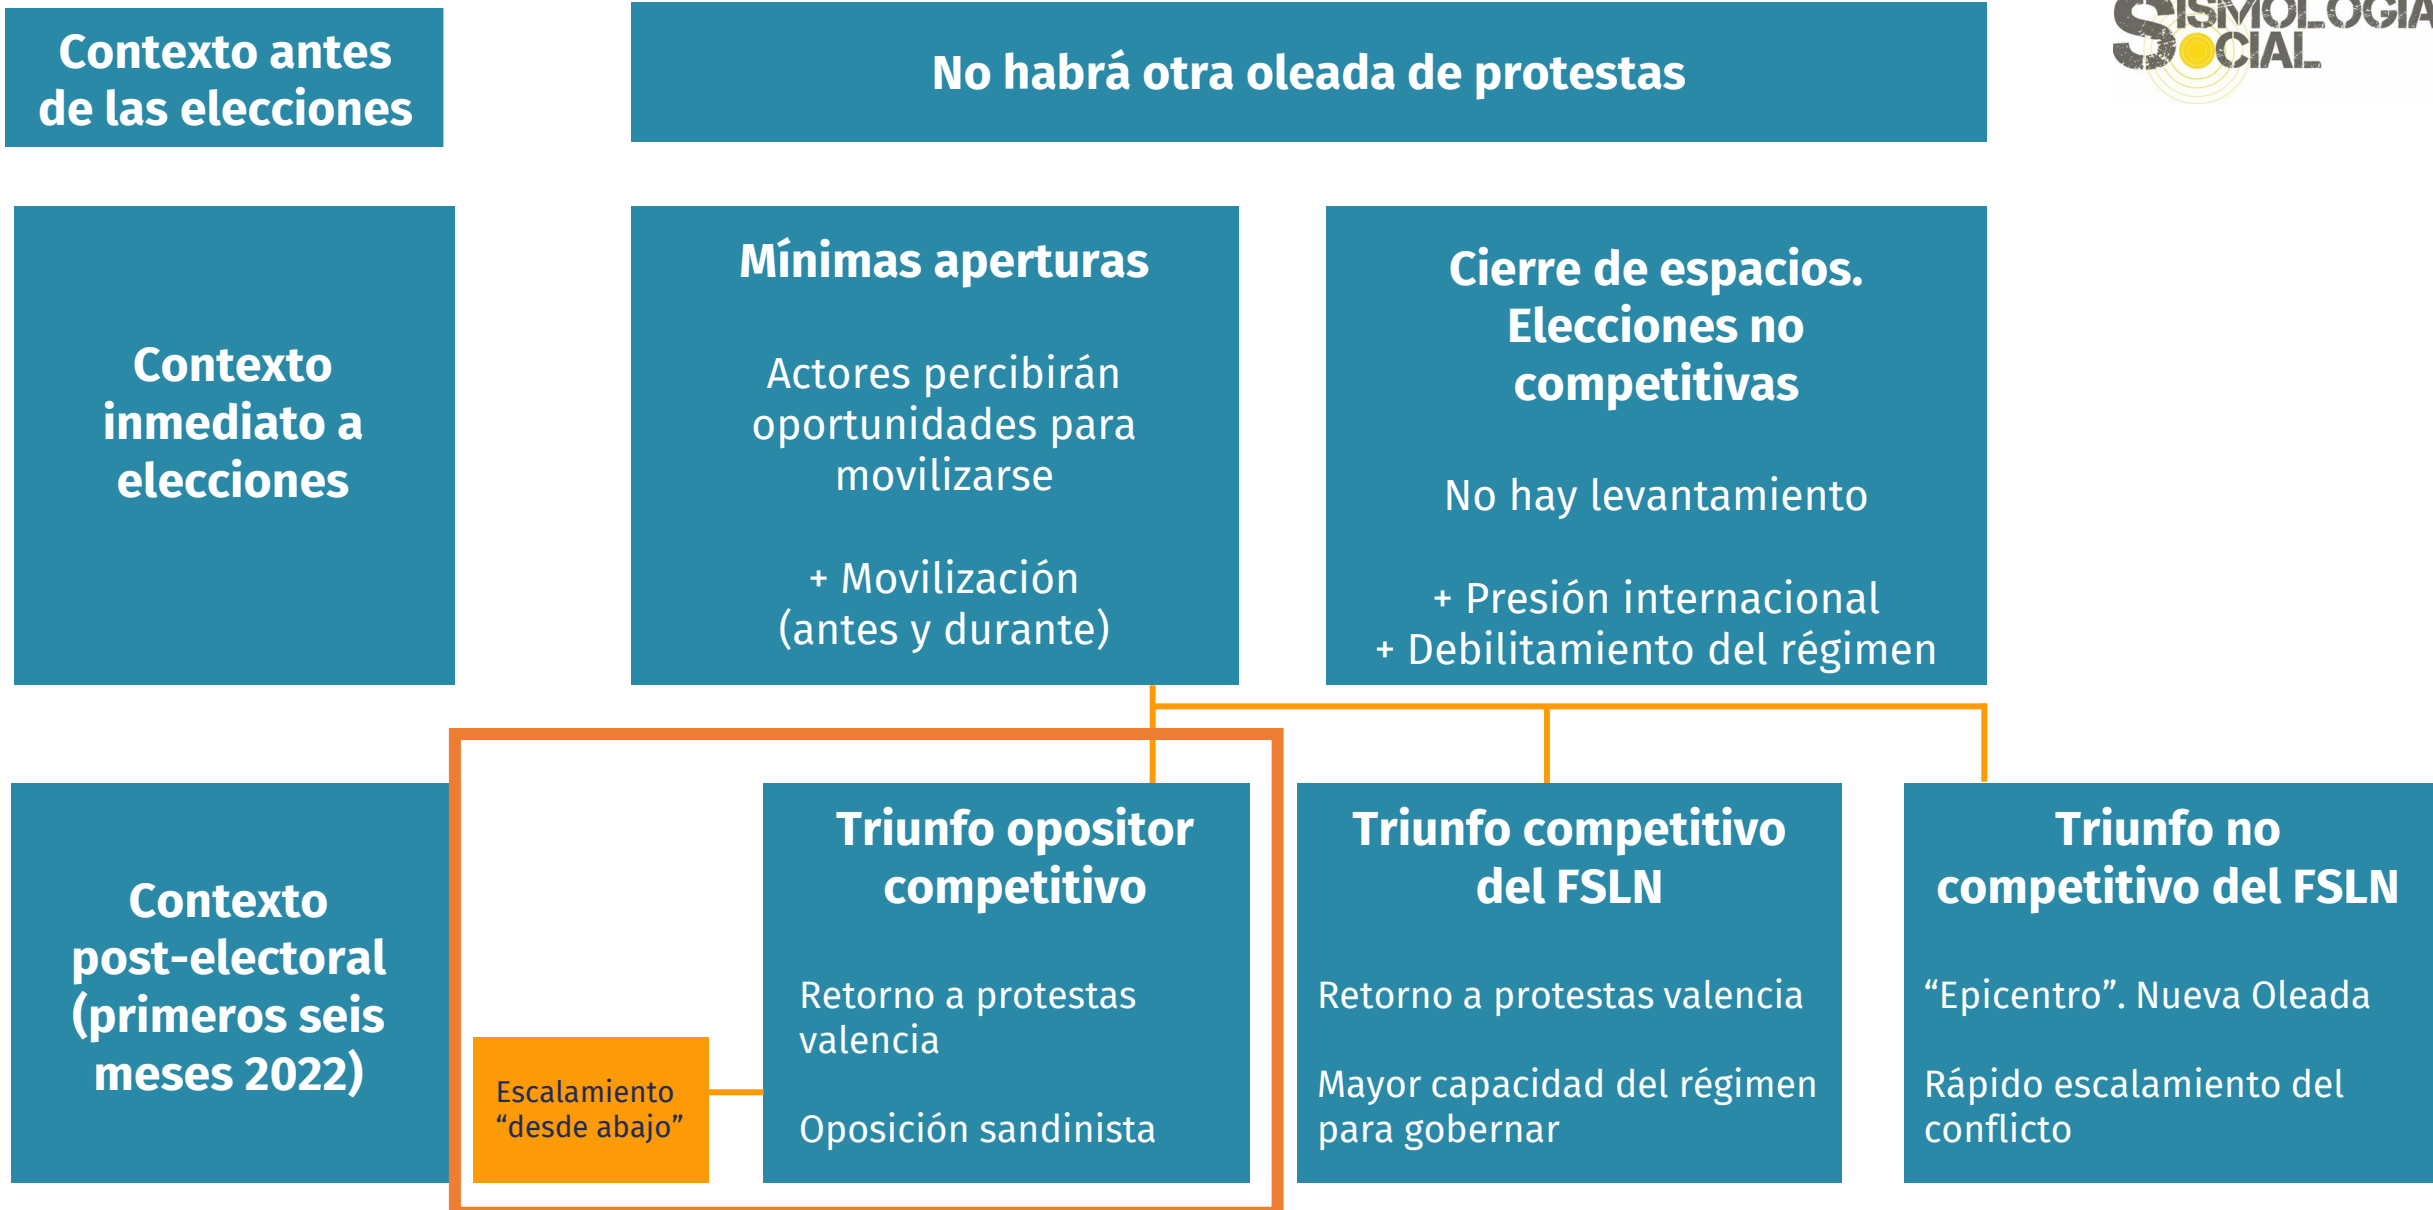 SISMOLOGIA
SOCIAL
Contexto antes
de las elecciones
No habrá otra oleada de protestas
Contexto
inmediato a
elecciones
Mínimas aperturas
Actores percibirán
oportunidades para
movilizarse
+ Movilización
(antes y durante)
Cierre de espacios.
Elecciones no
competitivas
No hay levantamiento
+ Presión internacional
+ Debilitamiento del régimen
Contexto
post-electoral
(primeros seis
meses 2022)
Escalamiento
“desde abajo”
Triunfo opositor
competitivo
Retorno a protestas
valencia
Oposición sandinista
Triunfo competitivo
del FSLN
Retorno a protestas valencia
Mayor capacidad del régimen
para gobernar
Triunfo no
competitivo del FSLN
“Epicentro”. Nueva Oleada
Rápido escalamiento del
conflicto